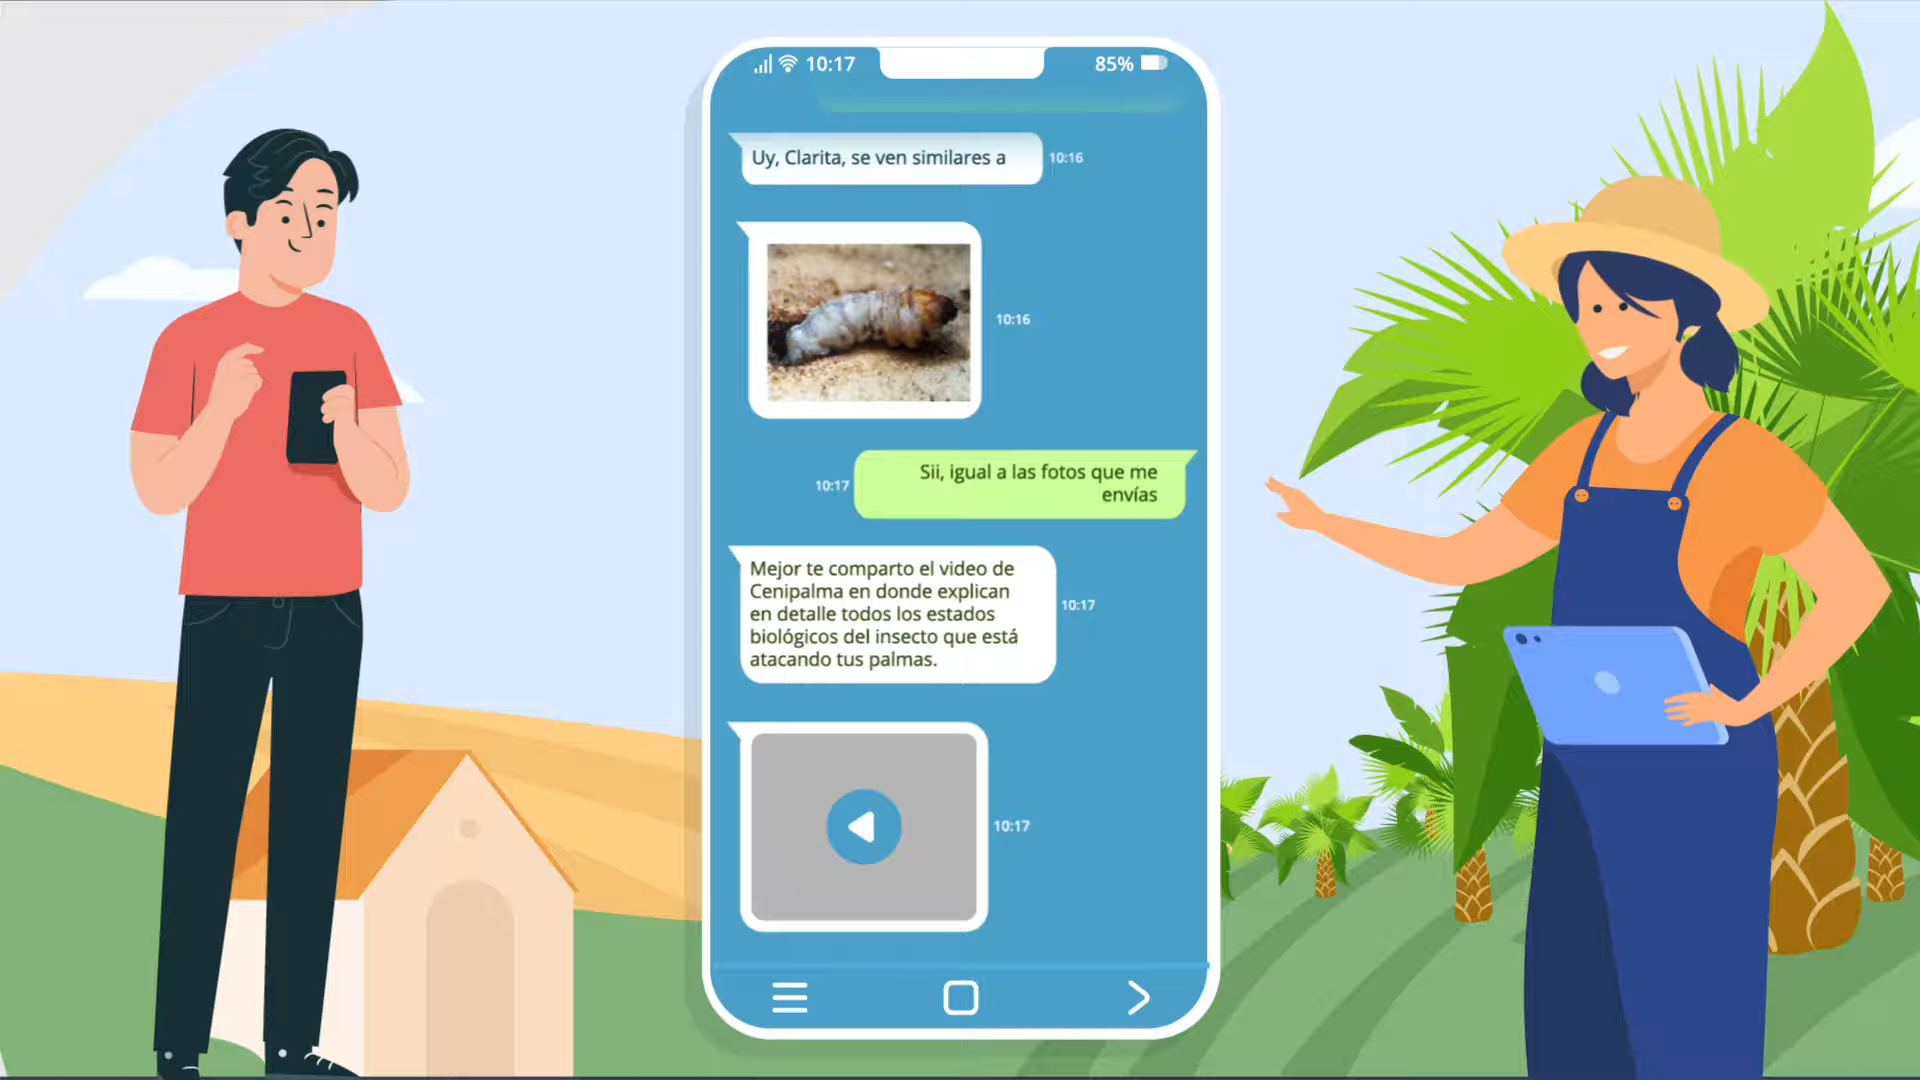 10:17
85%
Uy, Clarita, se ven similares a
10:16
10:16
Sii, igual a las fotos que me
envías
10:17
Mejor te comparto el video de
Cenipalma en donde explican
en detalle todos los estados
biológicos del insecto que está
atacando tus palmas.
10:17
10:17